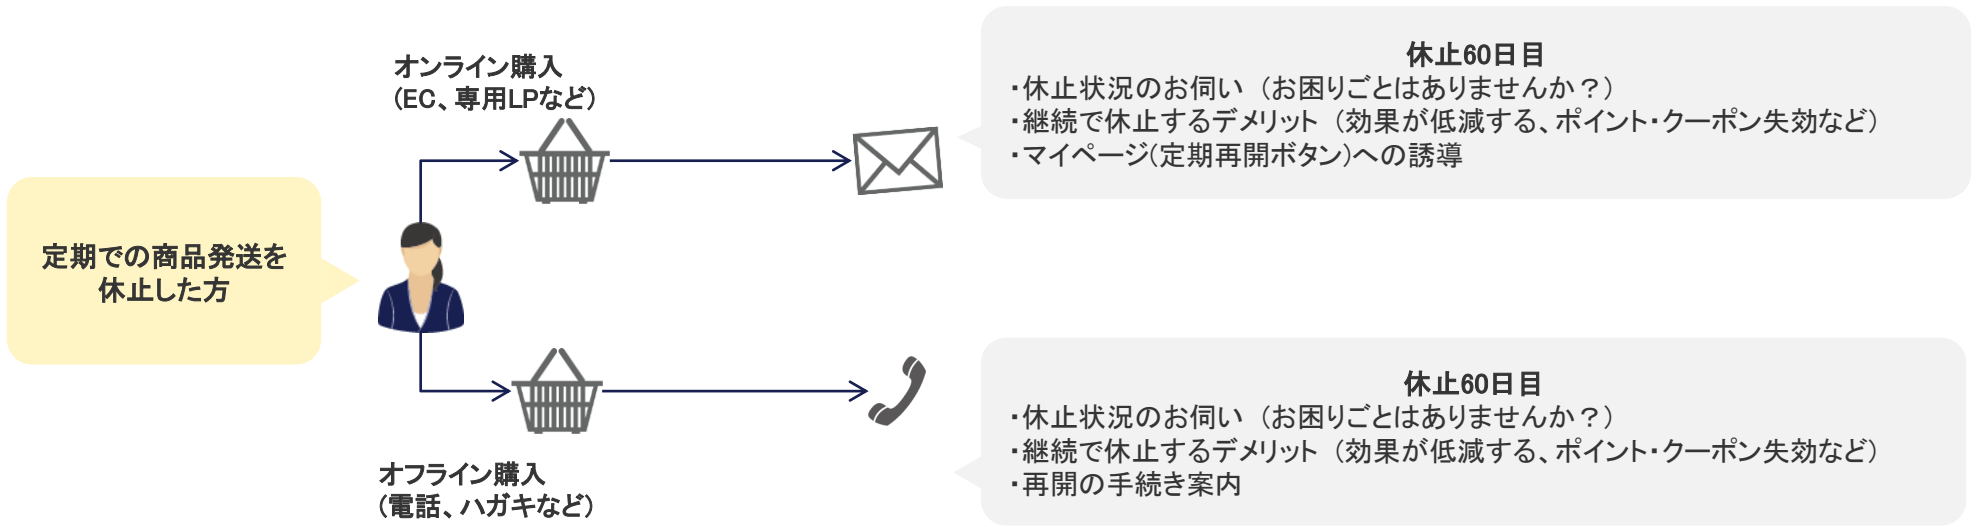 定期での商品発送を
休止した方
オンライン購入
(EC、専用LPなど)
休止60日目
・休止状況のお伺い （お困りごとはありませんか？）
・継続で休止するデメリット （効果が低減する、ポイント・クーポン失効など）
・マイページ(定期再開ボタン)への誘導
オフライン購入
(電話、ハガキなど)
休止60日目
・休止状況のお伺い （お困りごとはありませんか？）
・継続で休止するデメリット （効果が低減する、ポイント・クーポン失効など）
・再開の手続き案内